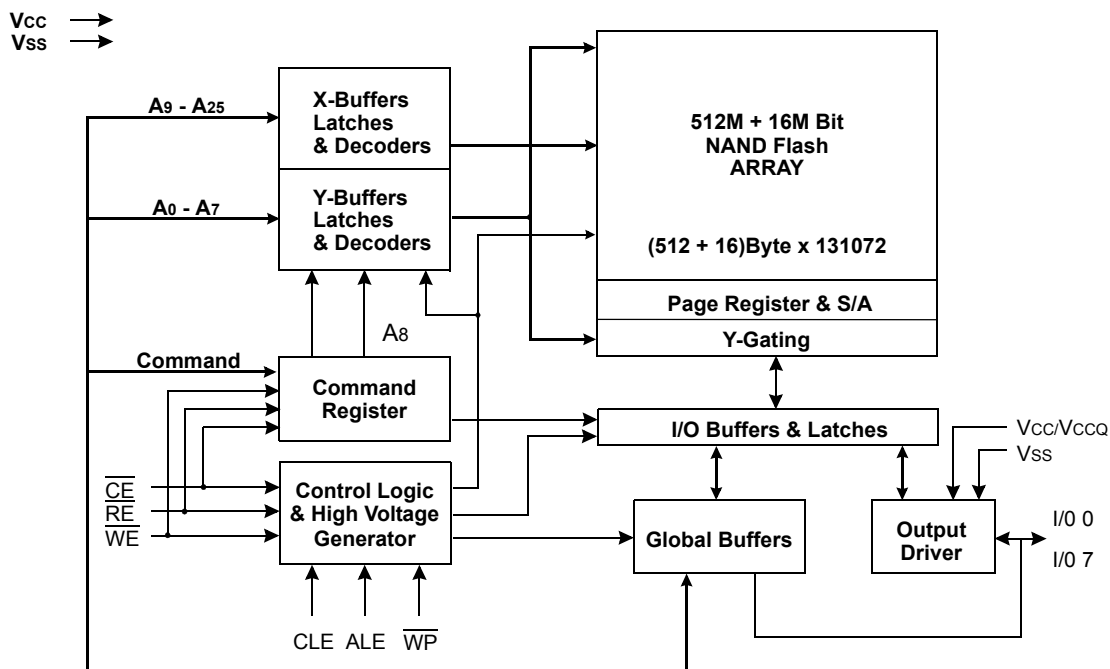 VCC
VSS
A9 - A25
X-Buffers
Latches
& Decoders
A0 - A7
Y-Buffers
Latches
& Decoders
512M + 16M Bit
NAND Flash
ARRAY
(512 + 16)Byte x 131072
Page Register & S/A
Y-Gating
A8
Command
Command
Register
I/O Buffers & Latches
VCC/VCCQ
VSS
CE
RE
WE
Control Logic
& High Voltage
Generator
Global Buffers
Output
Driver
I/0 0
I/0 7
CLE
ALE
WP